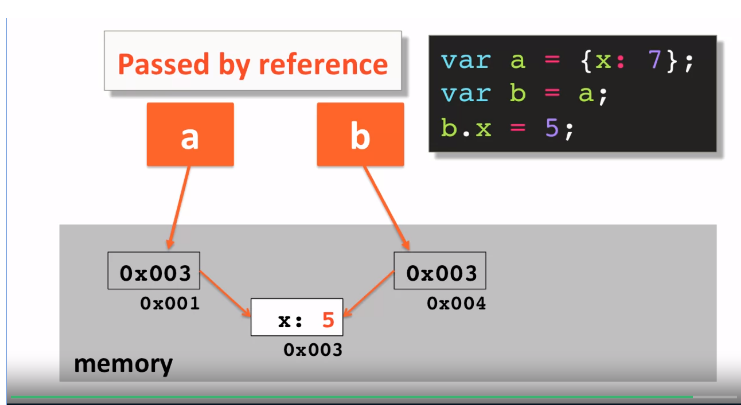 Passed by reference
var a = {x: 7};
var b = a;
b.x = 5;
a
b
0x003
0x001
0x003
0x004
x: 5
0x003
memory